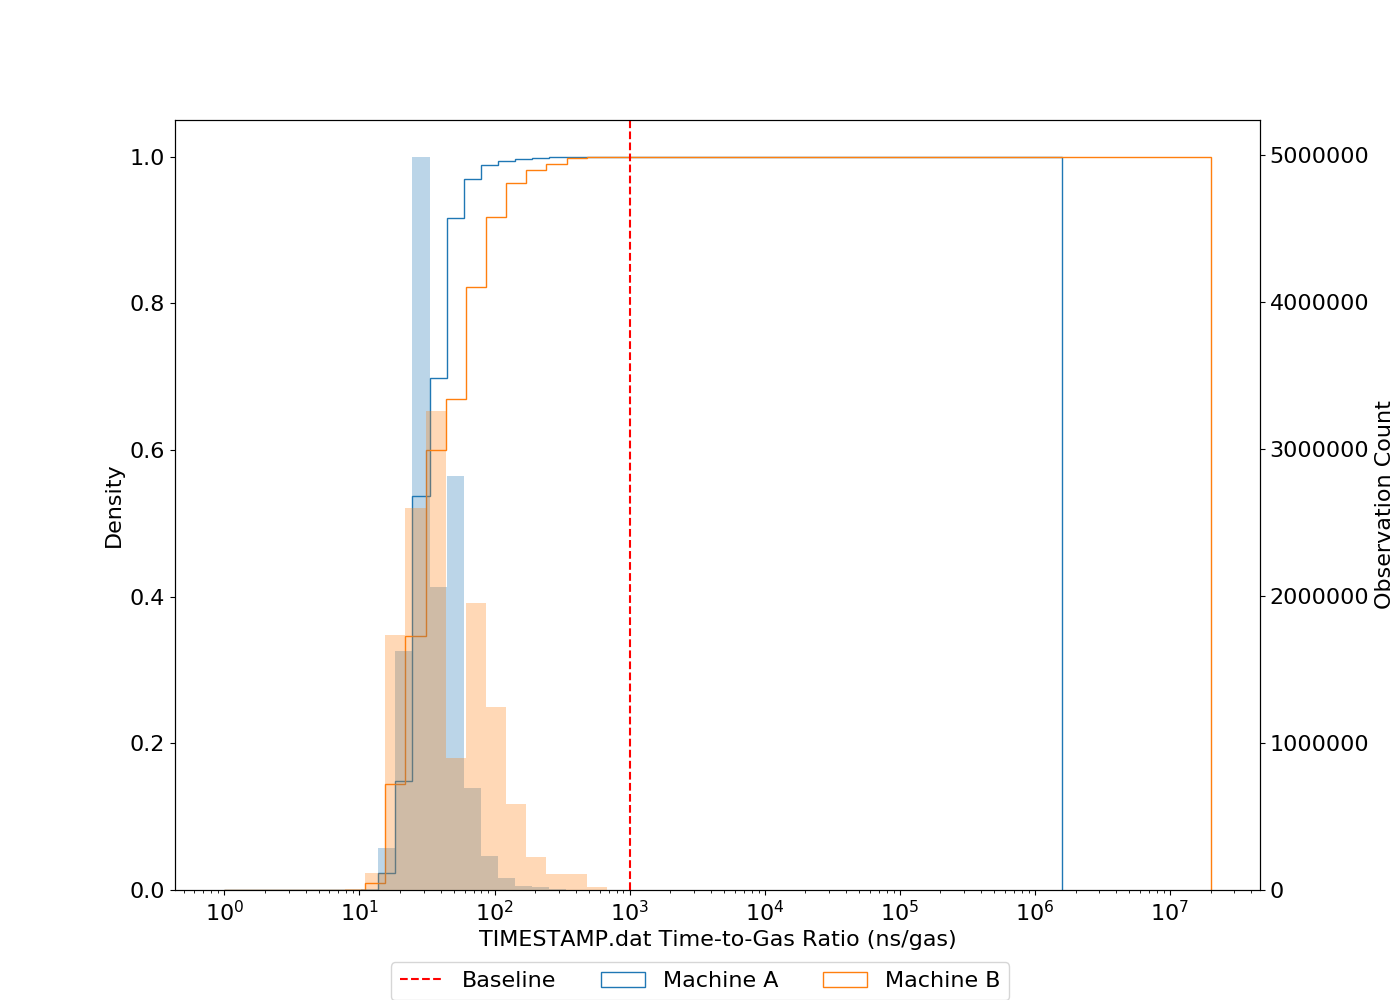 1.0
0.8
0.6
0.4
0.2
0.0
Density
5000000
4000000
3000000
2000000
1000000
0
Observation Count
10⁰ 10¹ 10² 10³ 10⁴ 10⁵ 10⁶ 10⁷
TIMESTAMP.dat Time-to-Gas Ratio (ns/gas)
Baseline Machine A Machine B